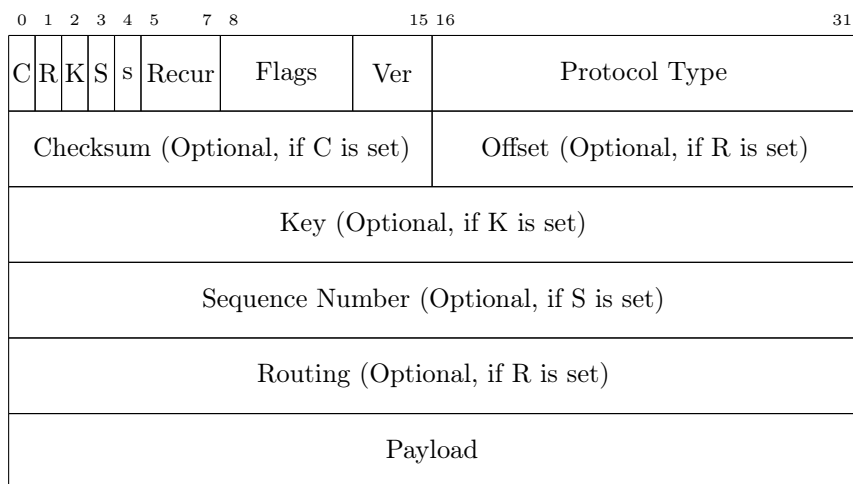 0 1 2 3 4 5 7 8 15 16 31
C R K S s Recur Flags Ver Protocol Type
Checksum (Optional, if C is set) Offset (Optional, if R is set)
Key (Optional, if K is set)
Sequence Number (Optional, if S is set)
Routing (Optional, if R is set)
Payload